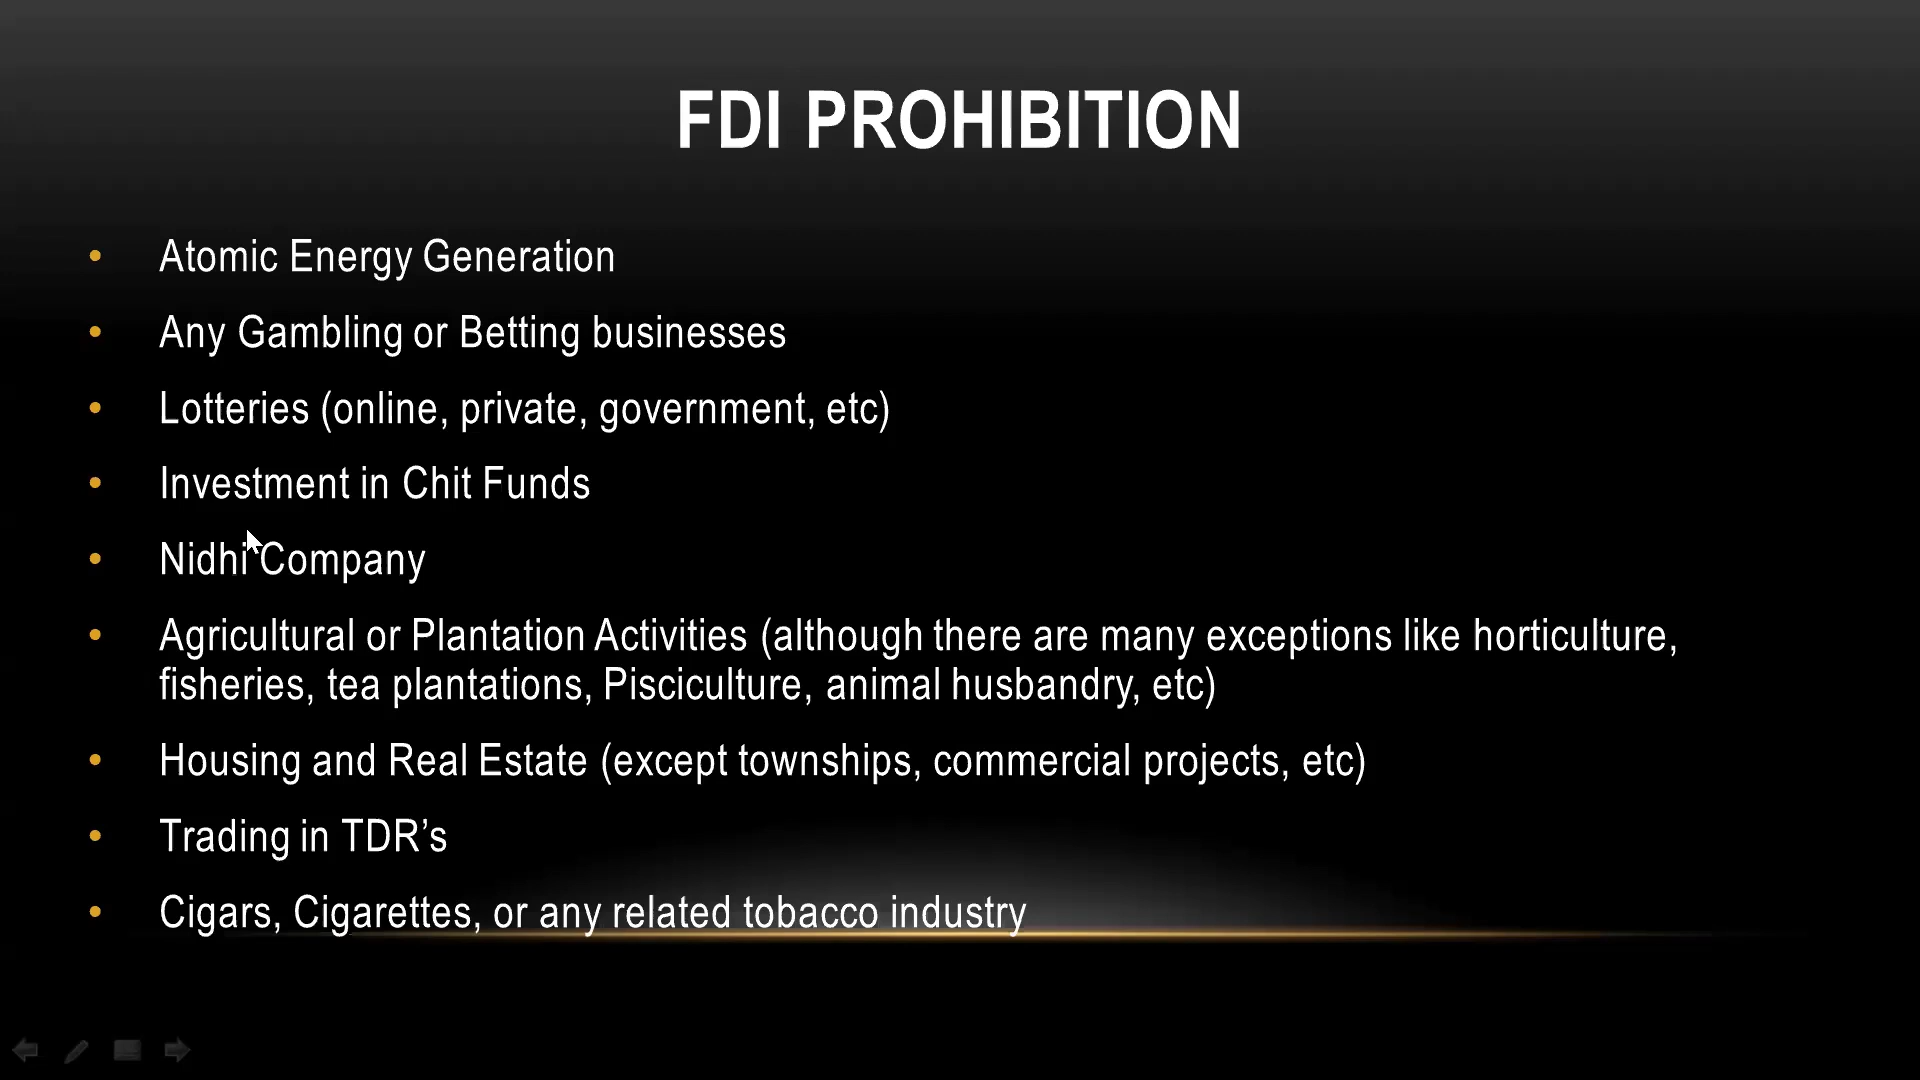 FDI PROHIBITION
• Atomic Energy Generation
• Any Gambling or Betting businesses
• Lotteries (online, private, government, etc)
• Investment in Chit Funds
• Nidhi Company
• Agricultural or Plantation Activities (although there are many exceptions like horticulture,
fisheries, tea plantations, Pisciculture, animal husbandry, etc)
• Housing and Real Estate (except townships, commercial projects, etc)
• Trading in TDR’s
• Cigars, Cigarettes, or any related tobacco industry